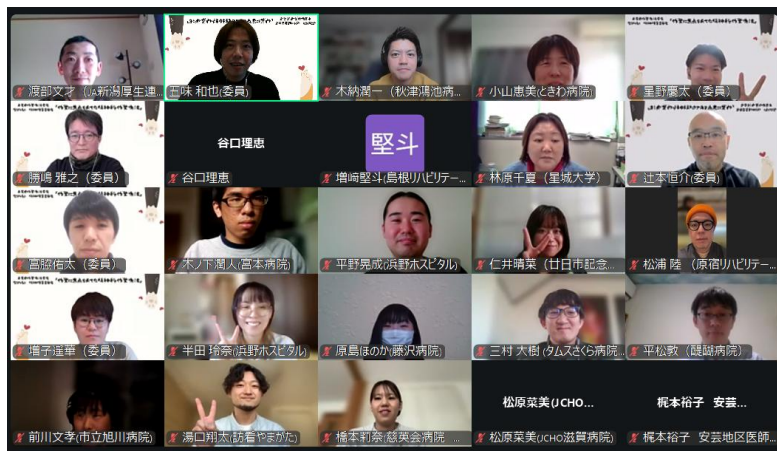 渡部文才（JA新潟厚生連...
五味 和也(委員)
木納潤一（秋津鴻池病...
小山恵美(ときわ病院)
星野慶太（委員）
勝嶋 雅之（委員）
谷口理恵
谷口理恵
堅斗
増崎堅斗(島根リハビリテー...
林原千夏（星城大学）
辻本恒介(委員)
高脇佑太（委員）
木ノ下潤人(宮本病院)
平野晃成(浜野ホスピタル)
仁井晴菜（廿日市記念...
松浦 陸 （原宿リハビリテー...
増子遥華（委員）
半田 玲奈(浜野ホスピタル)
原島ほのか(藤沢病院)
三村 大樹 (タムスさくら病院...
平松敦（醍醐病院）
前川文孝(市立旭川病院)
湯口翔太(訪看やまがた)
橋本莉奈(慈英会病院
松原菜美(JCHO...
松原菜美(JCHO滋賀病院)
梶本裕子 安芸...
梶本裕子 安芸地区医師...